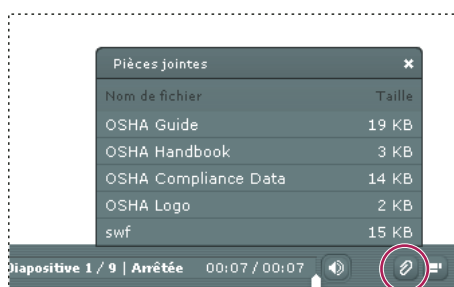 Pièces jointes
Nom de fichier Taille
OSHA Guide 19 KB
OSHA Handbook 3 KB
OSHA Compliance Data 14 KB
OSHA Logo 2 KB
swf 15 KB
Diapositive 1 / 9 | Arrêtée 00:07 / 00:07